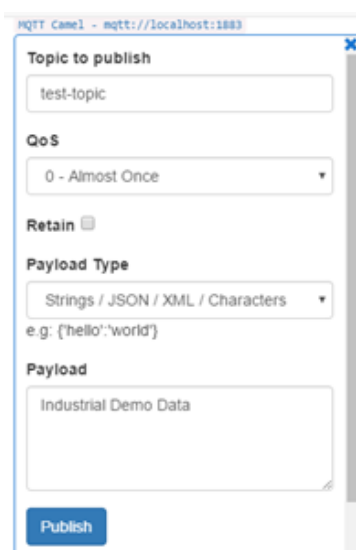 MQTT Camel - mqtt://localhost:1883
Topic to publish
test-topic
QoS
0 - Almost Once
Retain
Payload Type
Strings / JSON / XML / Characters
e.g: {'hello':'world'}
Payload
Industrial Demo Data
Publish